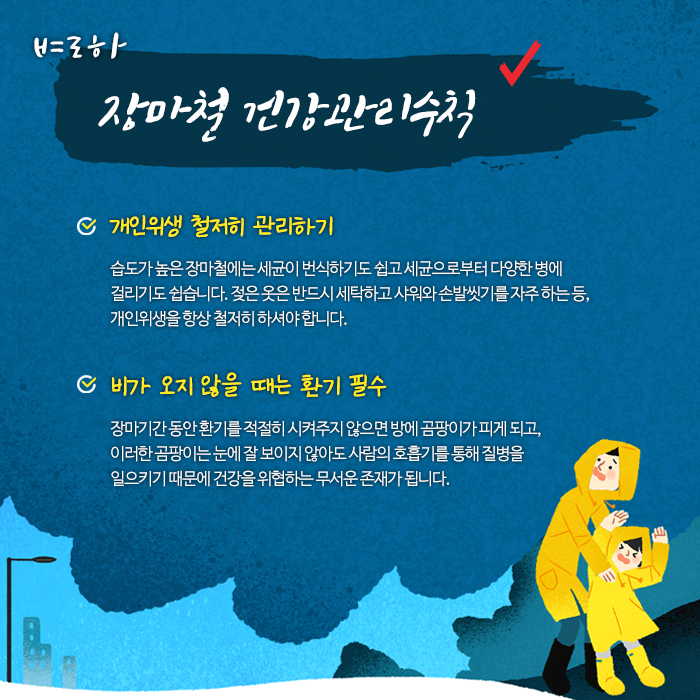 벼로하
장마철 건강관리수칙
개인위생 철저히 관리하기
습도가 높은 장마철에는 세균이 번식하기도 쉽고 세균으로부터 다양한 병에
걸리기도 쉽습니다. 젖은 옷은 반드시 세탁하고 샤워와 손발씻기를 자주 하는 등,
개인위생을 항상 철저히 하셔야 합니다.
비가 오지 않을 때는 환기 필수
장마기간 동안 환기를 적절히 시켜주지 않으면 방에 곰팡이가 피게 되고,
이러한 곰팡이는 눈에 잘 보이지 않아도 사람의 호흡기를 통해 질병을
일으키기 때문에 건강을 위협하는 무서운 존재가 됩니다.